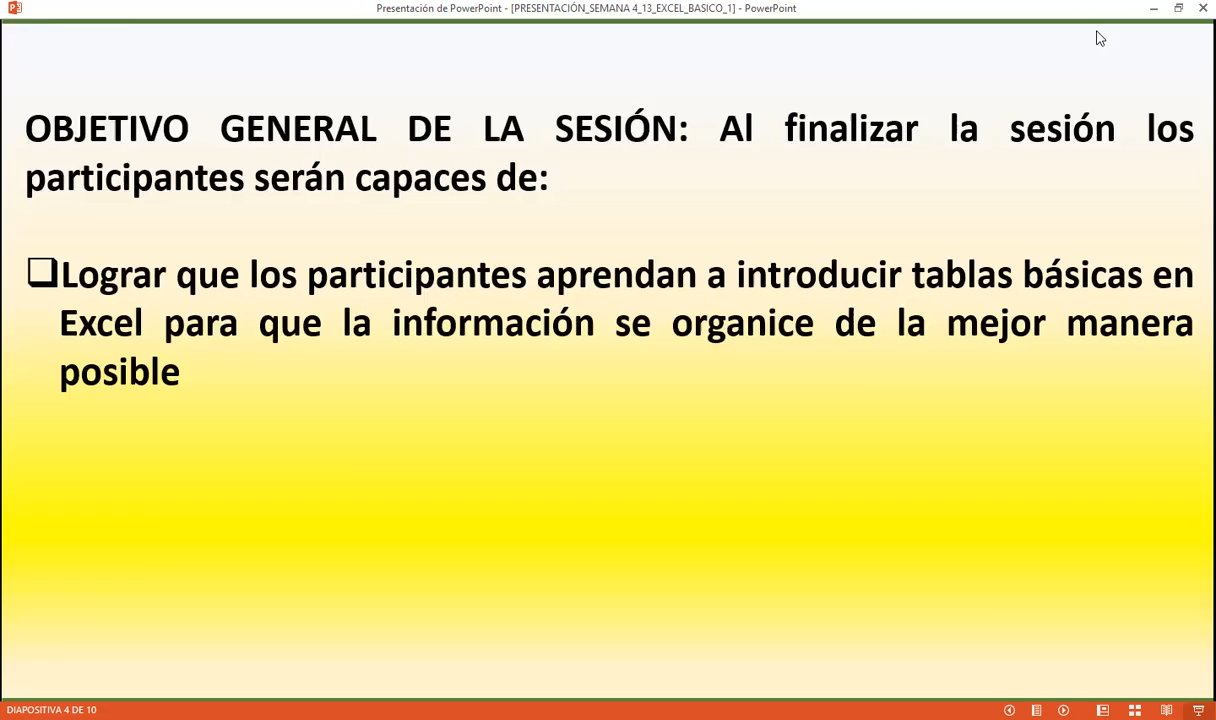 Presentación de PowerPoint - [PRESENTACIÓN_SEMANA 4_13_EXCEL_BASICO_1] - PowerPoint
OBJETIVO GENERAL DE LA SESIÓN: Al finalizar la sesión los
participantes serán capaces de:
Lograr que los participantes aprendan a introducir tablas básicas en
Excel para que la información se organice de la mejor manera
posible
DIAPOSITIVA 4 DE 10